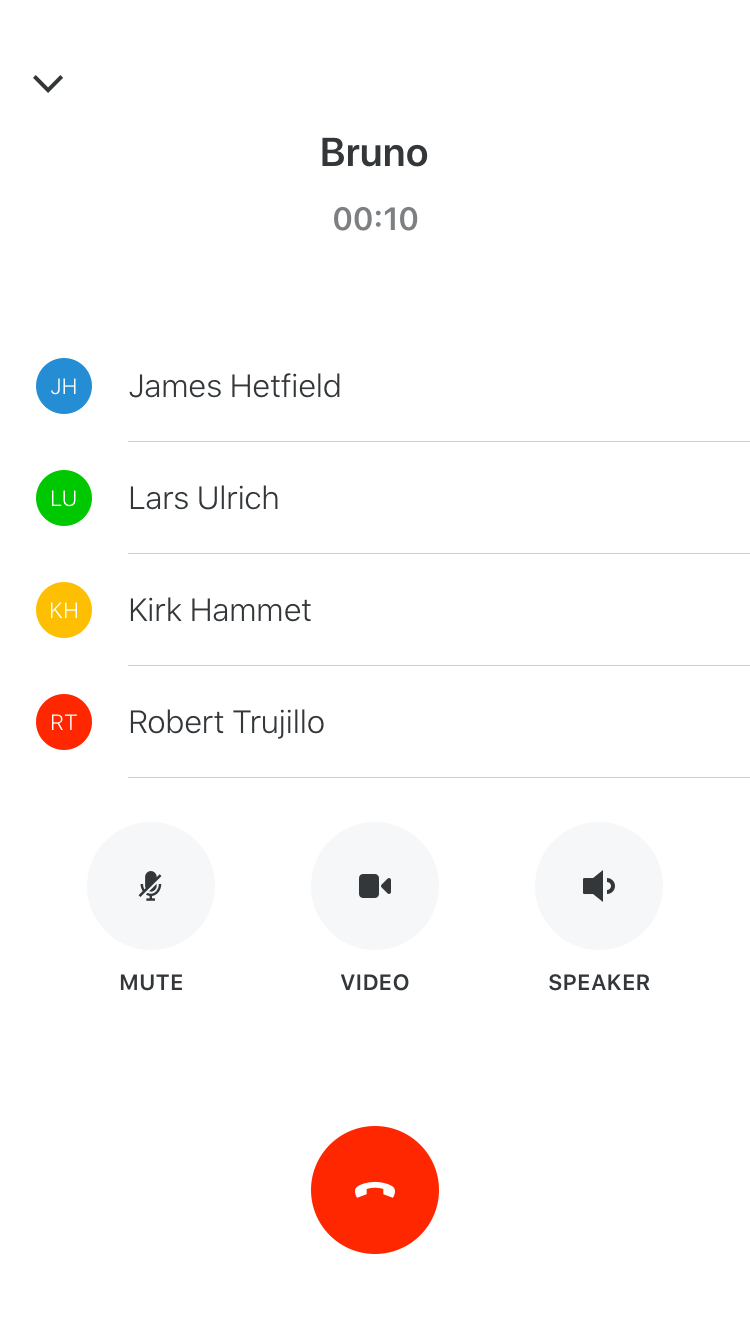 Bruno
00:10
JH James Hetfield
LU Lars Ulrich
KH Kirk Hammet
RT Robert Trujillo
MUTE VIDEO SPEAKER